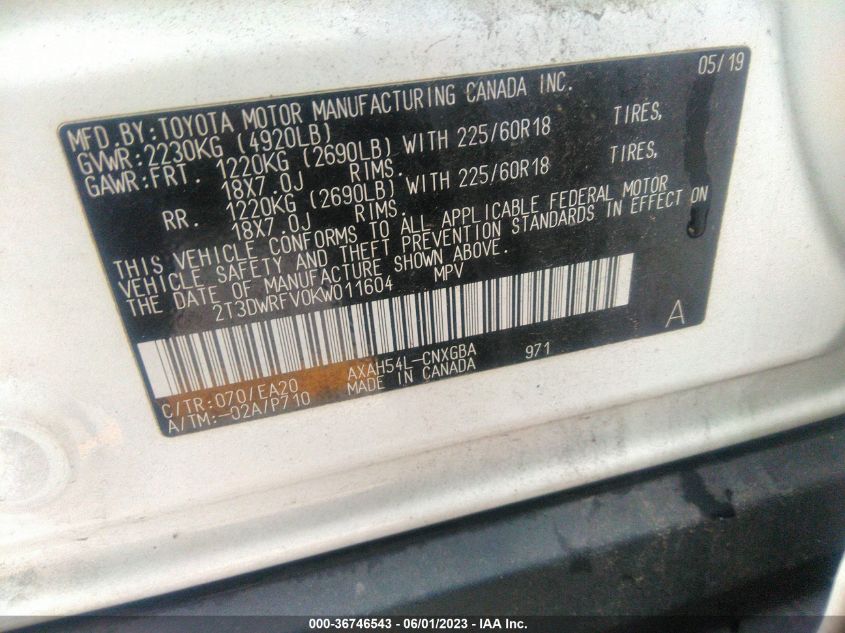 05/19
MFD.BY:TOYOTA MOTOR MANUFACTURING CANADA INC.
GVWR:2230KG (4920LB)
GAWR:FRT. 1220KG (2690LB) WITH 225/60R18 TIRES,
18X7.0J RIMS.
RR. 1220KG (2690LB) WITH 225/60R18 TIRES,
18X7.0J RIMS.
THIS VEHICLE CONFORMS TO ALL APPLICABLE FEDERAL MOTOR
VEHICLE SAFETY AND THEFT PREVENTION STANDARDS IN EFFECT ON
THE DATE OF MANUFACTURE SHOWN ABOVE.
2T3DWRFV0KW011604 MPV
A
C/TR:070/EA20 AXAH54L-CNXGBA 971
A/TM:-02A/P710 MADE IN CANADA
000-36746543 / 06/01/2023 - IAA Inc.